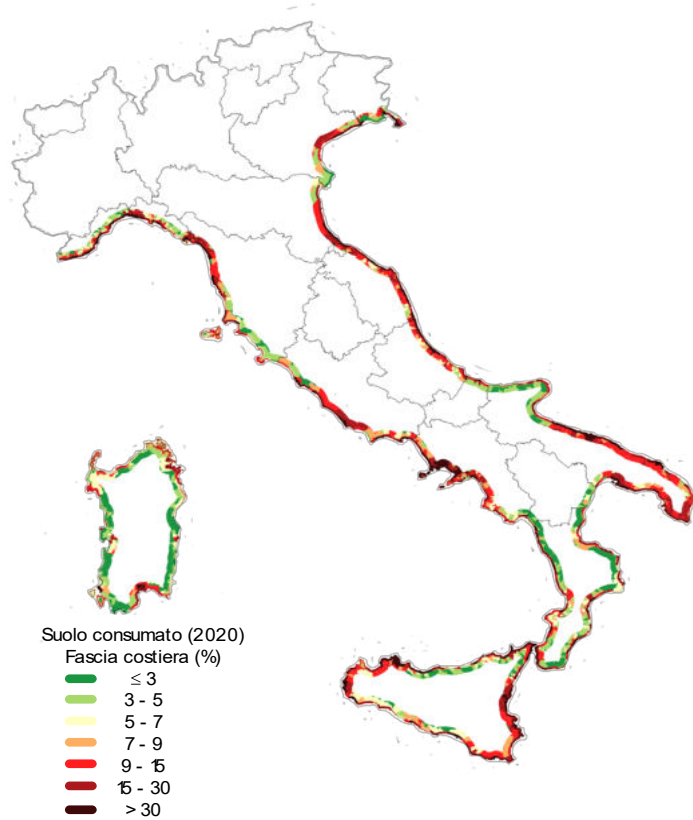 Suolo consumato (2020)
Fascia costiera (%)
≤ 3
3 - 5
5 - 7
7 - 9
9 - 15
15 - 30
> 30